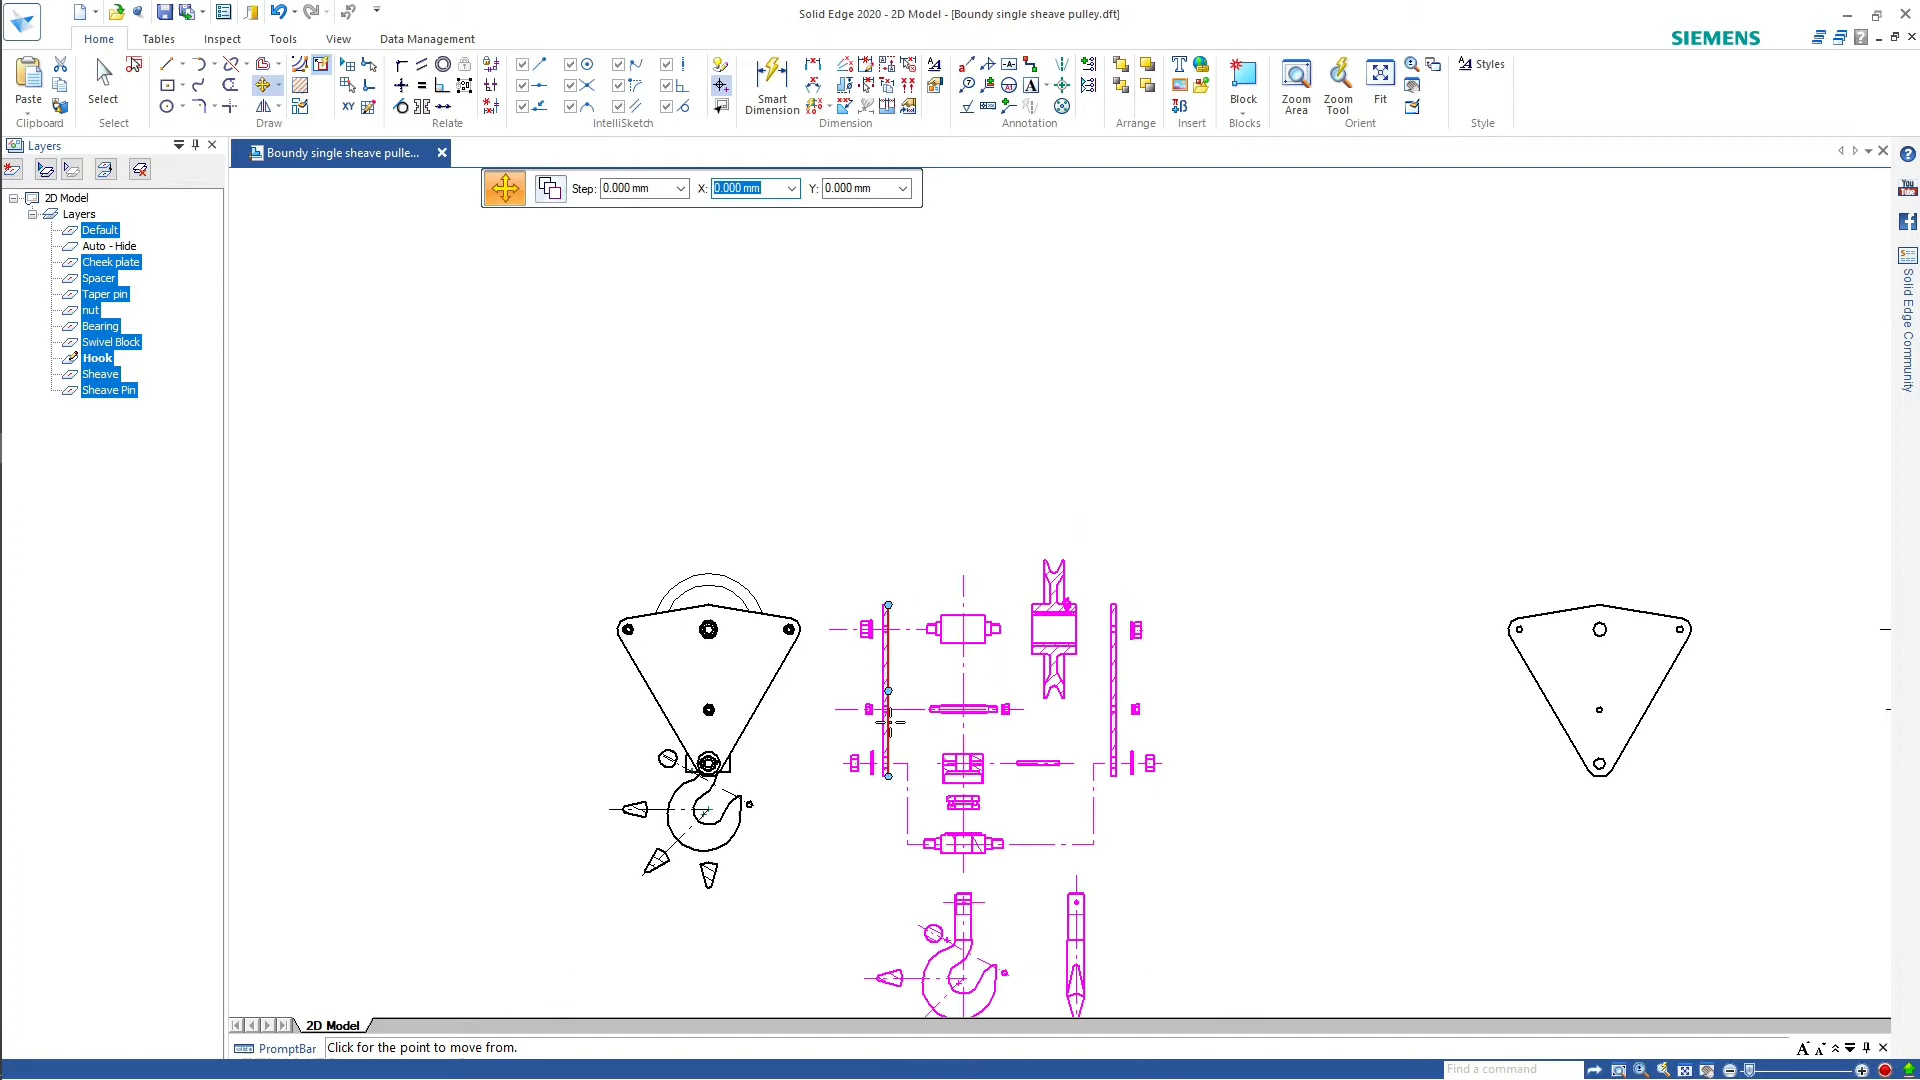 Solid Edge 2020 - 2D Model - [Boundy single sheave pulley.dft]
Home
Tables
Inspect
Tools
View
Data Management
SIEMENS
Paste
Clipboard
Select
Select
Draw
Relate
IntelliSketch
Smart Dimension
Dimension
Annotation
Arrange
Insert
Block
Blocks
Zoom Area
Zoom Tool
Fit
Orient
Styles
Style
XY
Layers
Boundy single sheave pulle...
Step: 0.000 mm X: 0.000 mm Y: 0.000 mm
2D Model
Layers
Default
Auto - Hide
Cheek plate
Spacer
Taper pin
nut
Bearing
Swivel Block
Hook
Sheave
Sheave Pin
You Tube
Solid Edge Community
2D Model
PromptBar Click for the point to move from.
Find a command